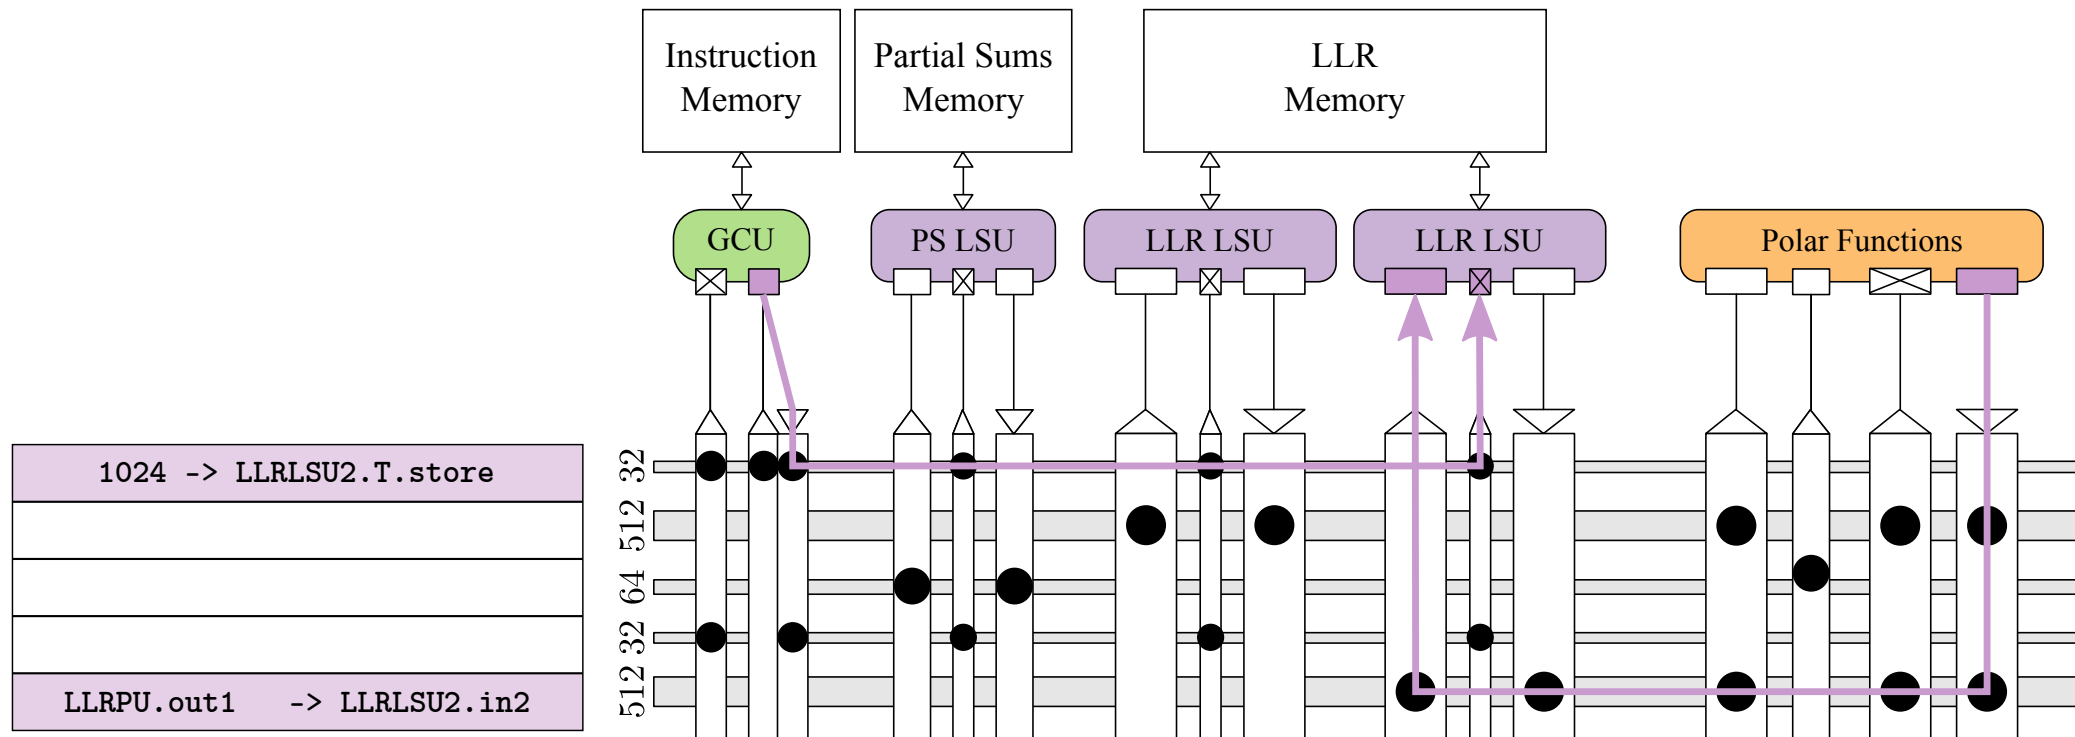 Instruction
Memory
Partial Sums
Memory
LLR
Memory
GCU
PS LSU
LLR LSU
LLR LSU
Polar Functions
1024 -> LLRLSU2.T.store
LLRPU.out1 -> LLRLSU2.in2
32
512
64
32
512